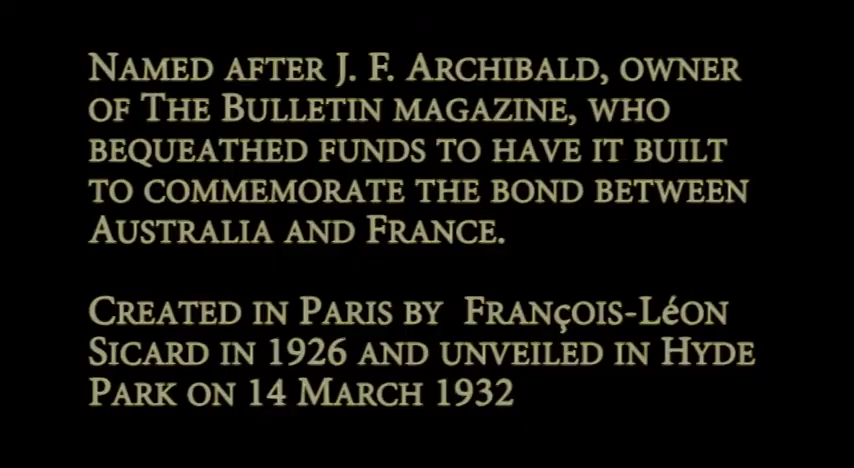 Named after J. F. Archibald, owner
of The Bulletin magazine, who
bequeathed funds to have it built
to commemorate the bond between
Australia and France.
Created in Paris by François-Léon
Sicard in 1926 and unveiled in Hyde
Park on 14 March 1932